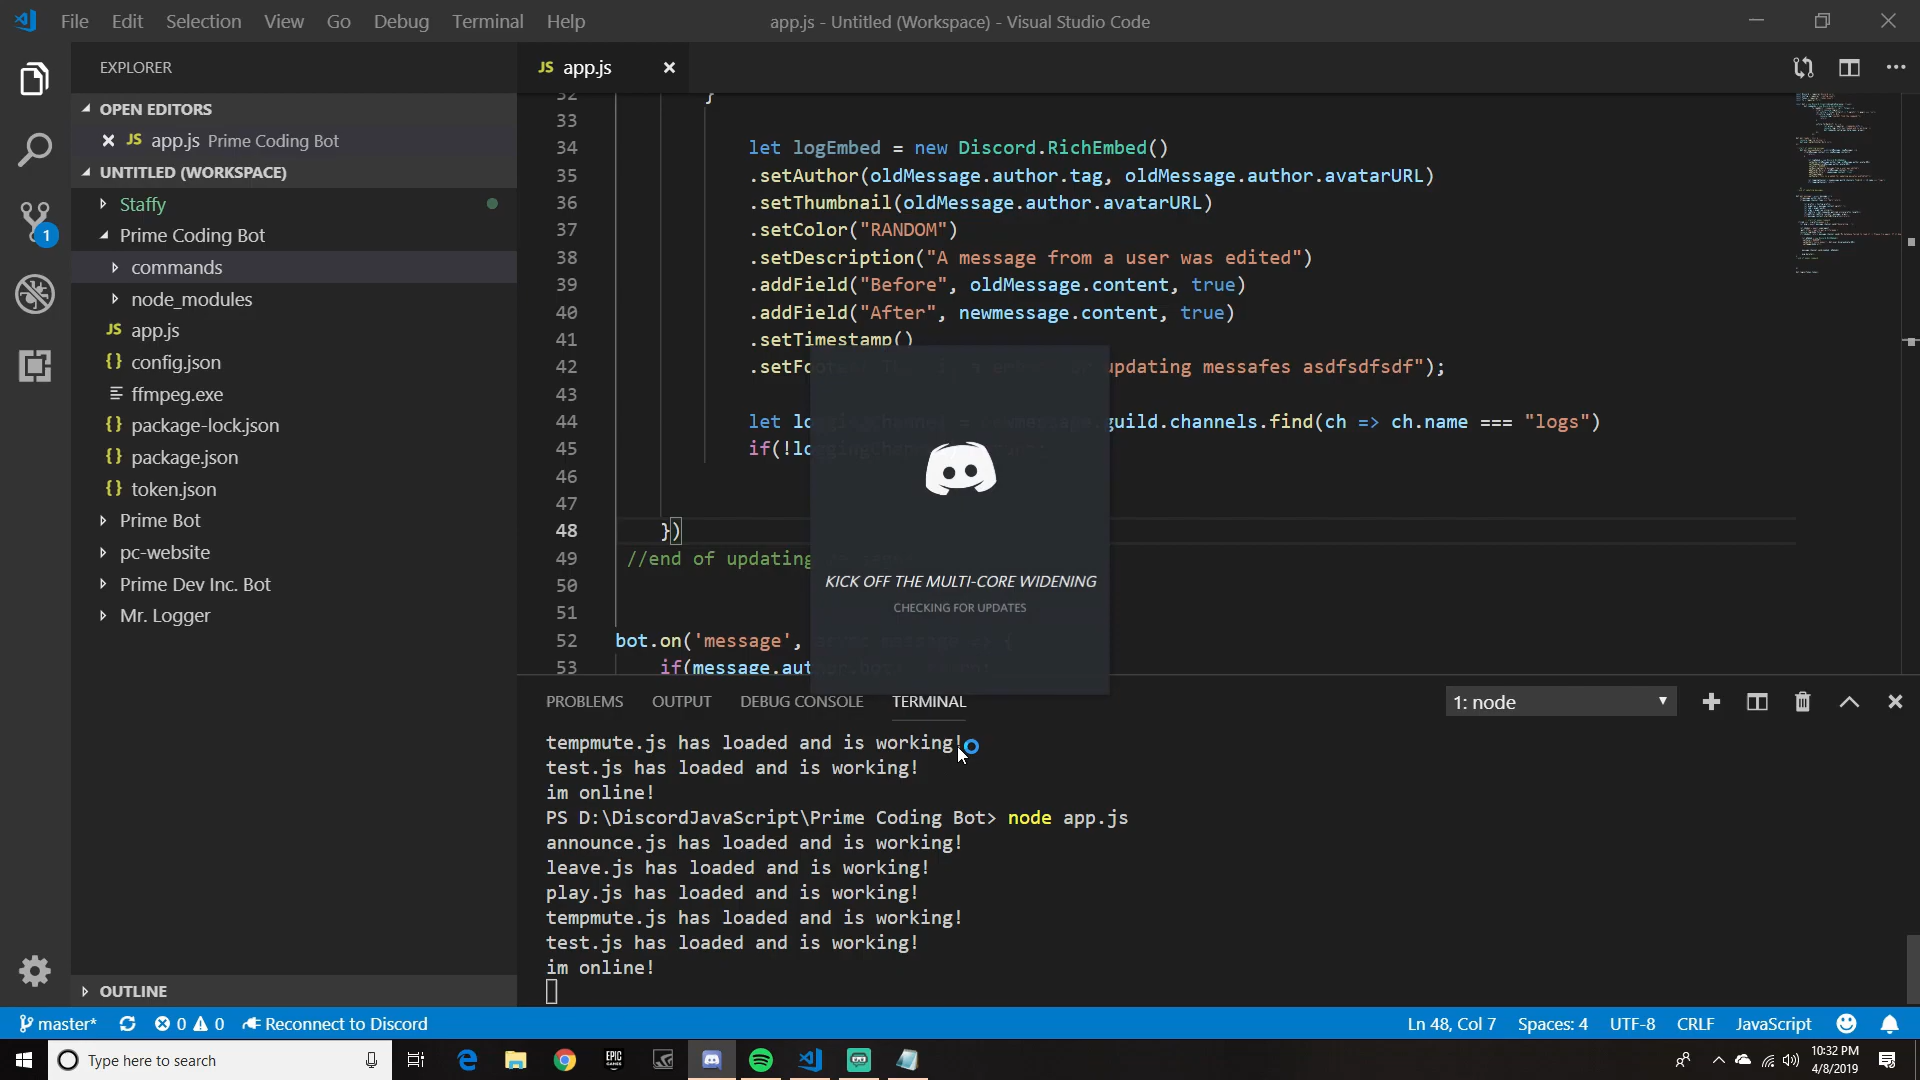 File Edit Selection View Go Debug Terminal Help
app.js - Untitled (Workspace) - Visual Studio Code
EXPLORER
OPEN EDITORS
JS app.js Prime Coding Bot
UNTITLED (WORKSPACE)
Staffy
Prime Coding Bot
commands
node_modules
JS app.js
{} config.json
ffmpeg.exe
{} package-lock.json
{} package.json
{} token.json
Prime Bot
pc-website
Prime Dev Inc. Bot
Mr. Logger
OUTLINE
1
JS app.js
32 }
33
34 let logEmbed = new Discord.RichEmbed()
35 .setAuthor(oldMessage.author.tag, oldMessage.author.avatarURL)
36 .setThumbnail(oldMessage.author.avatarURL)
37 .setColor("RANDOM")
38 .setDescription("A message from a user was edited")
39 .addField("Before", oldMessage.content, true)
40 .addField("After", newmessage.content, true)
41 .setTimestamp()
42 .setFo updating messafes asdfsdfsdf");
43
44 let lo guild.channels.find(ch => ch.name === "logs")
45 if(!lo
46
47
48 })
49 //end of updating
50
51
52 bot.on('message',
53 if(message.aut
KICK OFF THE MULTI-CORE WIDENING
CHECKING FOR UPDATES
PROBLEMS OUTPUT DEBUG CONSOLE TERMINAL
1: node
tempmute.js has loaded and is working!
test.js has loaded and is working!
im online!
PS D:\DiscordJavaScript\Prime Coding Bot> node app.js
announce.js has loaded and is working!
leave.js has loaded and is working!
play.js has loaded and is working!
tempmute.js has loaded and is working!
test.js has loaded and is working!
im online!
master* 0 0 Reconnect to Discord
Ln 48, Col 7 Spaces: 4 UTF-8 CRLF JavaScript
Type here to search
EPIC GAMES
10:32 PM
4/8/2019